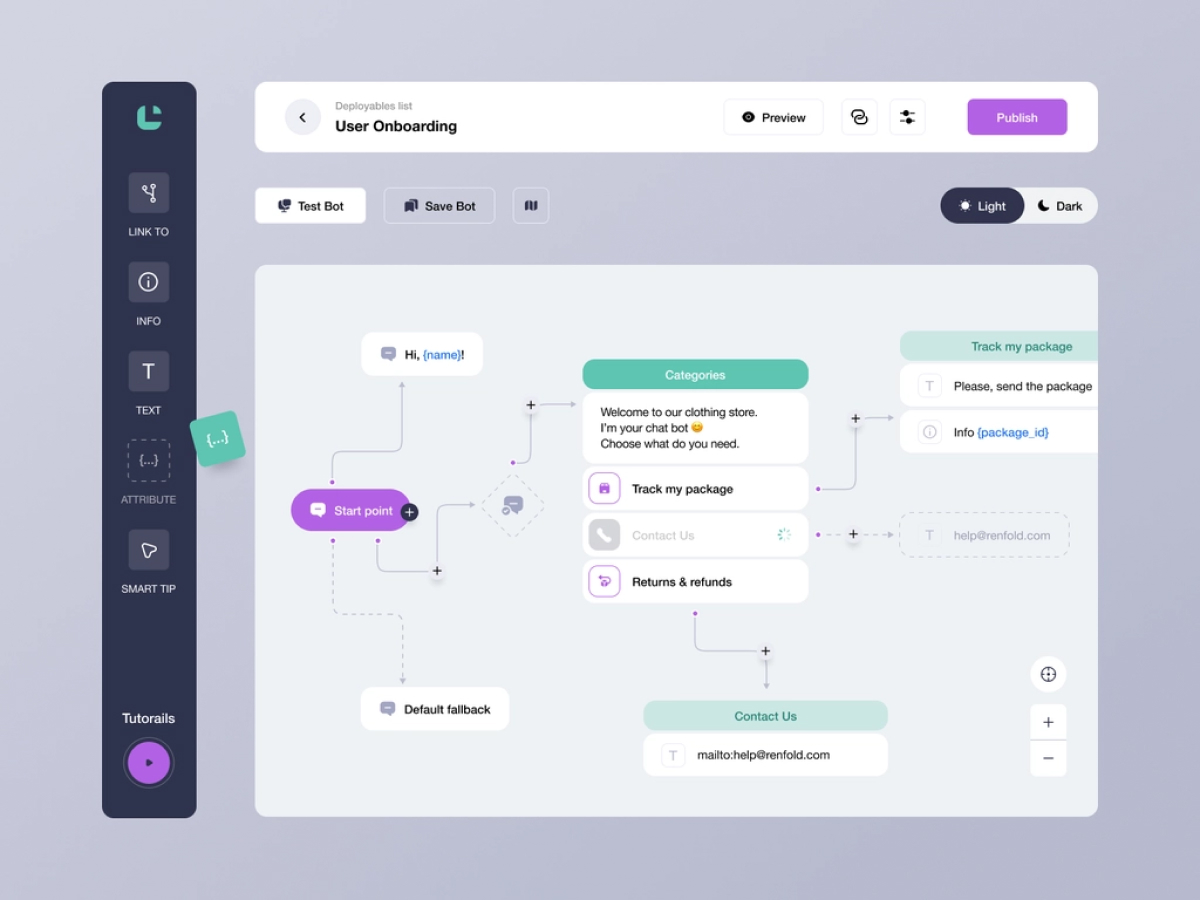 Deployables list
User Onboarding
Preview
Publish
Test Bot
Save Bot
Light
Dark
LINK TO
INFO
T
TEXT
{...}
{...}
ATTRIBUTE
SMART TIP
Tutorails
Hi, {name}!
Start point
Default fallback
Categories
Welcome to our clothing store.
I'm your chat bot 😊
Choose what do you need.
Track my package
Contact Us
Returns & refunds
Track my package
T Please, send the package
Info {package_id}
T help@renfold.com
Contact Us
T mailto:help@renfold.com